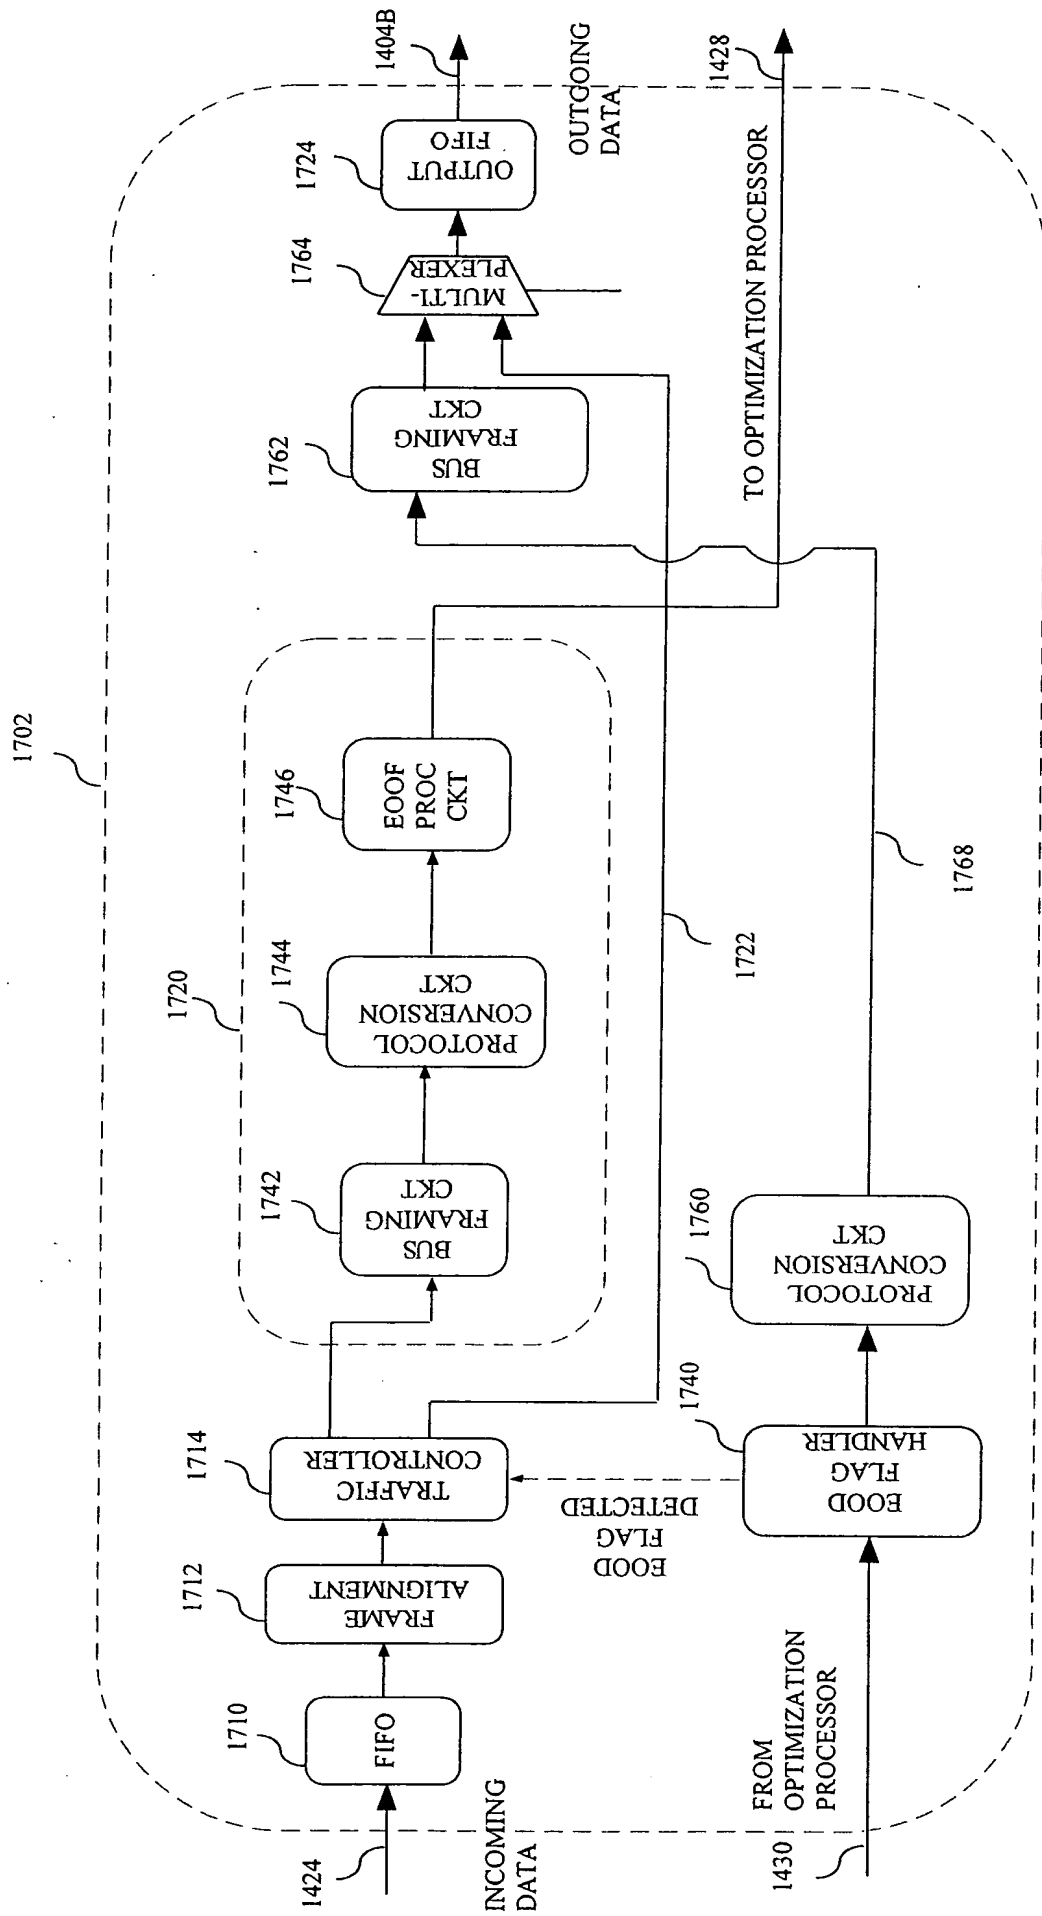 1702
1424
INCOMING
DATA
1710
FIFO
1712
FRAME
ALIGNMENT
1714
TRAFFIC
CONTROLLER
1720
1742
BUS
FRAMING
CKT
1744
PROTOCOL
CONVERSION
CKT
1746
EOOF
PROC
CKT
1762
BUS
FRAMING
CKT
1764
MULTI-
PLEXER
1724
OUTPUT
FIFO
1404B
OUTGOING
DATA
EOOD
FLAG
DETECTED
1722
1430
FROM
OPTIMIZATION
PROCESSOR
1740
EOOD
FLAG
HANDLER
1760
PROTOCOL
CONVERSION
CKT
1768
TO OPTIMIZATION PROCESSOR
1428